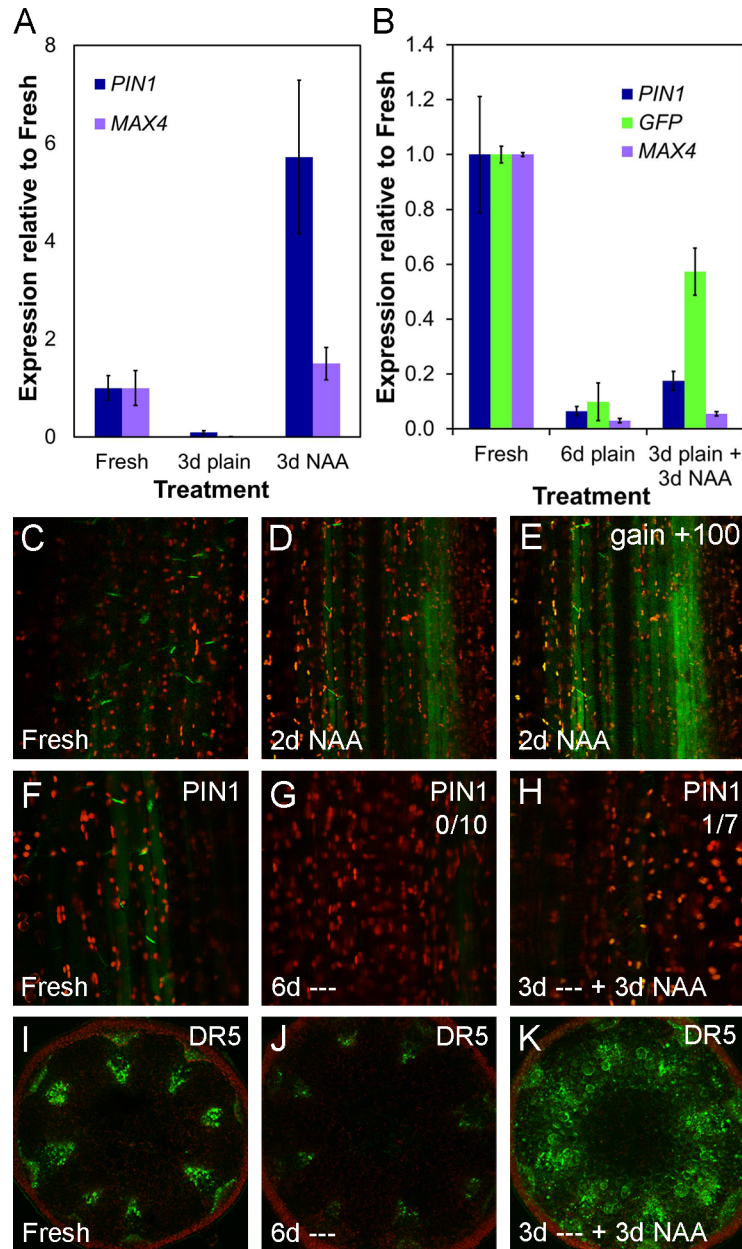 A
Expression relative to Fresh
8
6
4
2
0
PIN1
MAX4
Fresh
3d plain
3d NAA
Treatment
B
Expression relative to Fresh
1.4
1.2
1.0
0.8
0.6
0.4
0.2
0.0
PIN1
GFP
MAX4
Fresh
6d plain
3d plain +
3d NAA
Treatment
C
Fresh
D
2d NAA
E
gain +100
2d NAA
F
PIN1
Fresh
G
PIN1
0/10
6d ---
H
PIN1
1/7
3d --- + 3d NAA
I
DR5
Fresh
J
DR5
6d ---
K
DR5
3d --- + 3d NAA